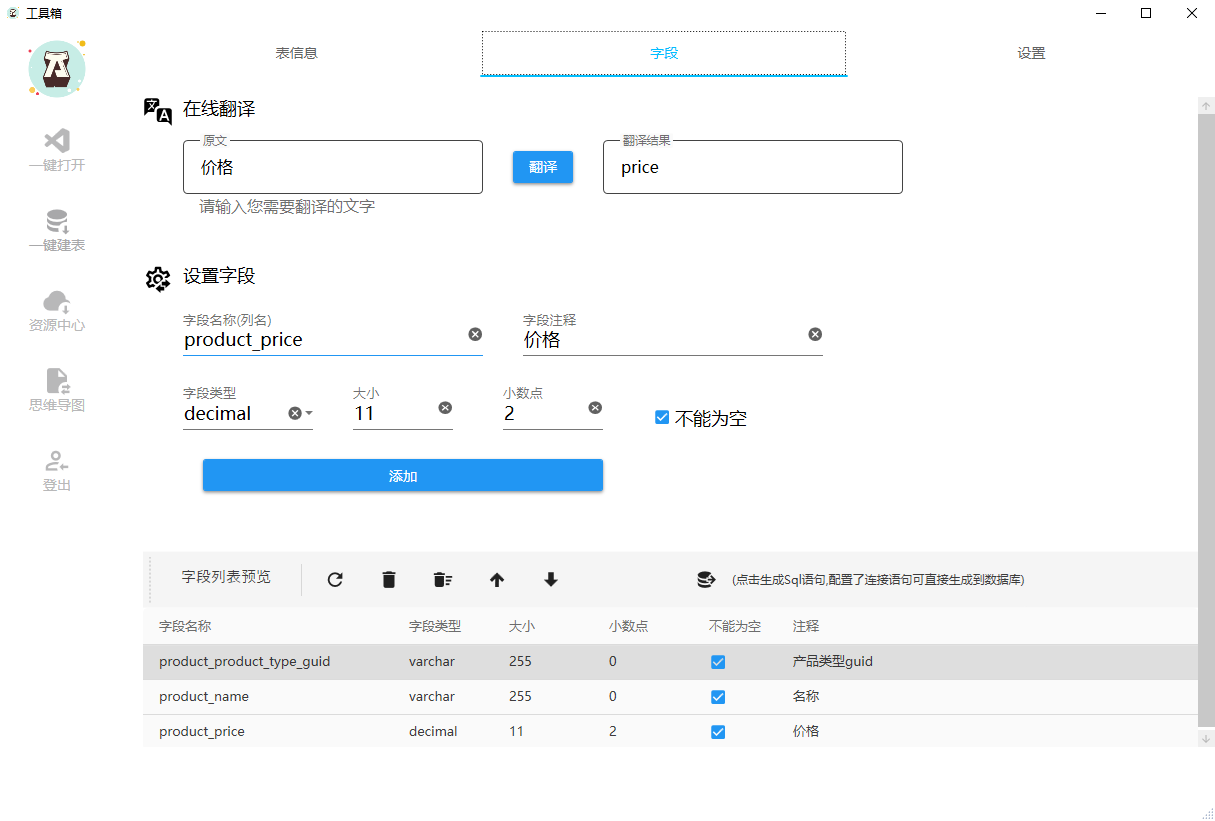 工具箱
表信息
字段
设置
一键打开
一键建表
资源中心
思维导图
登出
在线翻译
原文
价格
翻译
翻译结果
price
请输入您需要翻译的文字
设置字段
字段名称(列名)
product_price
字段注释
价格
字段类型
decimal
大小
11
小数点
2
不能为空
添加
字段列表预览
(点击生成Sql语句,配置了连接语句可直接生成到数据库)
字段名称 字段类型 大小 小数点 不能为空 注释
product_product_type_guid varchar 255 0 产品类型guid
product_name varchar 255 0 名称
product_price decimal 11 2 价格